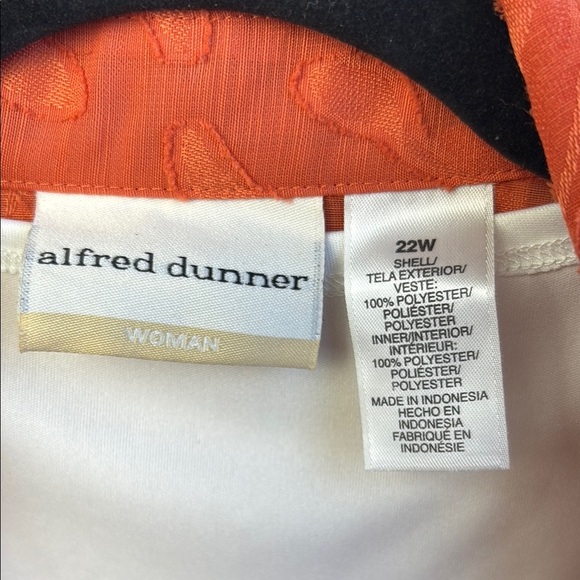 alfred dunner
WOMAN
22W
SHELL/
TELA EXTERIOR/
VESTE:
100% POLYESTER/
POLIÉSTER/
POLYESTER
INNER/INTERIOR/
INTÉRIEUR:
100% POLYESTER/
POLIÉSTER/
POLYESTER
MADE IN INDONESIA
HECHO EN
INDONESIA
FABRIQUÉ EN
INDONÉSIE